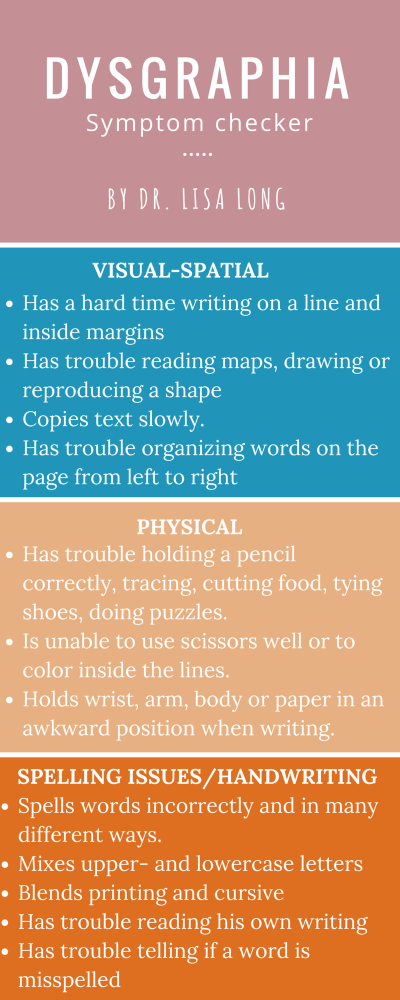 DYSGRAPHIA
Symptom checker
BY DR. LISA LONG
VISUAL-SPATIAL
• Has a hard time writing on a line and
inside margins
• Has trouble reading maps, drawing or
reproducing a shape
• Copies text slowly.
• Has trouble organizing words on the
page from left to right
PHYSICAL
• Has trouble holding a pencil
correctly, tracing, cutting food, tying
shoes, doing puzzles.
• Is unable to use scissors well or to
color inside the lines.
• Holds wrist, arm, body or paper in an
awkward position when writing.
SPELLING ISSUES/HANDWRITING
• Spells words incorrectly and in many
different ways.
• Mixes upper- and lowercase letters
• Blends printing and cursive
• Has trouble reading his own writing
• Has trouble telling if a word is
misspelled